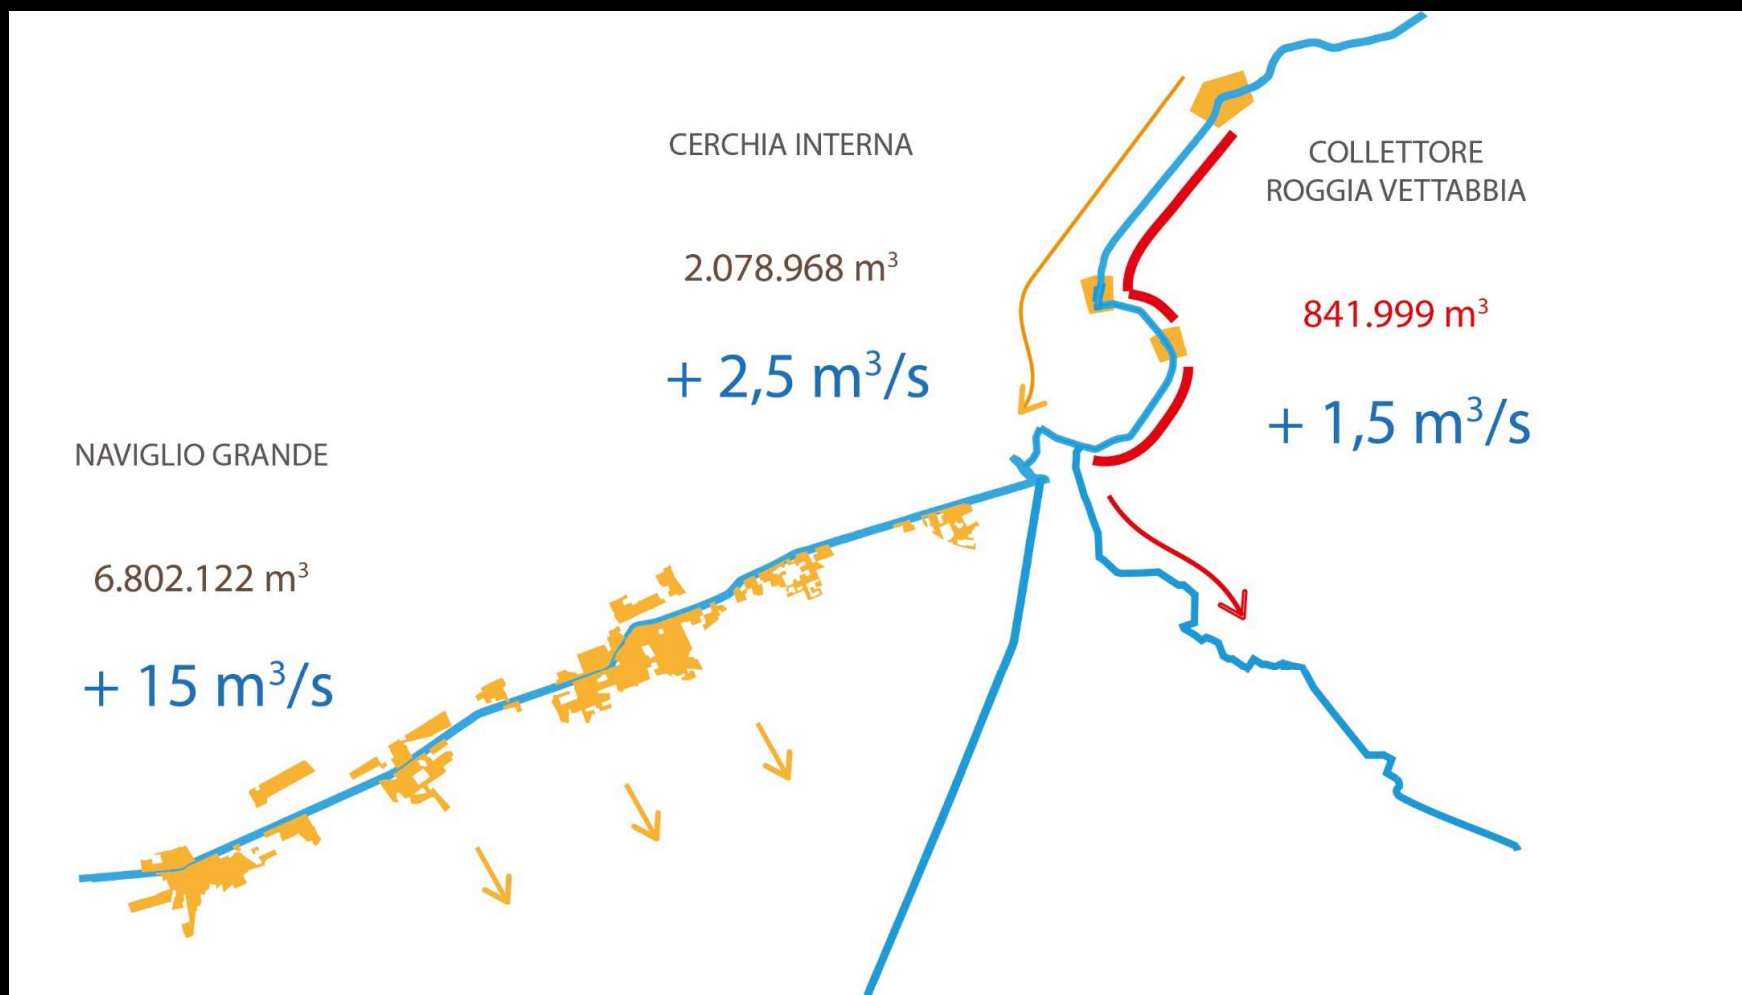 CERCHIA INTERNA
2.078.968 m³
+ 2,5 m³/s
COLLETTORE
ROGGIA VETTABBIA
841.999 m³
+ 1,5 m³/s
NAVIGLIO GRANDE
6.802.122 m³
+ 15 m³/s